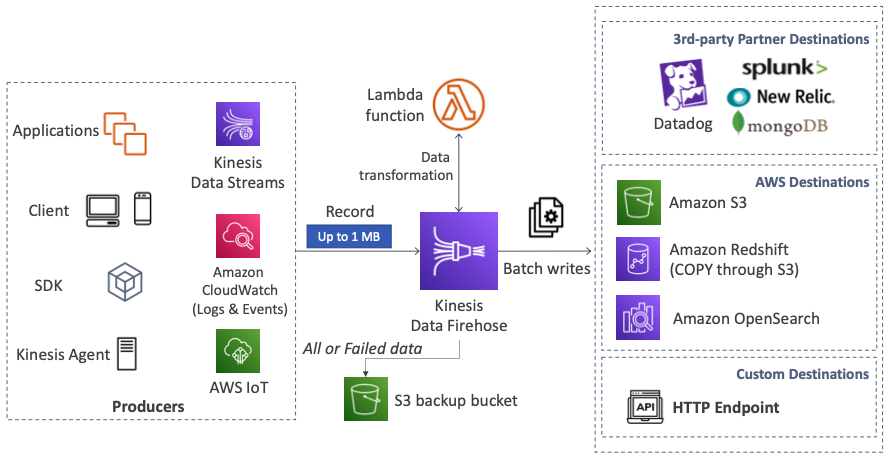 3rd-party Partner Destinations
splunk>
New Relic.
Datadog
mongoDB
Applications
Kinesis
Data Streams
Client
Amazon
CloudWatch
(Logs & Events)
SDK
Kinesis Agent
AWS IoT
Producers
Lambda
function
Data
transformation
Record
Up to 1 MB
Kinesis
Data Firehose
Batch writes
All or Failed data
S3 backup bucket
AWS Destinations
Amazon S3
Amazon Redshift
(COPY through S3)
Amazon OpenSearch
Custom Destinations
API
HTTP Endpoint